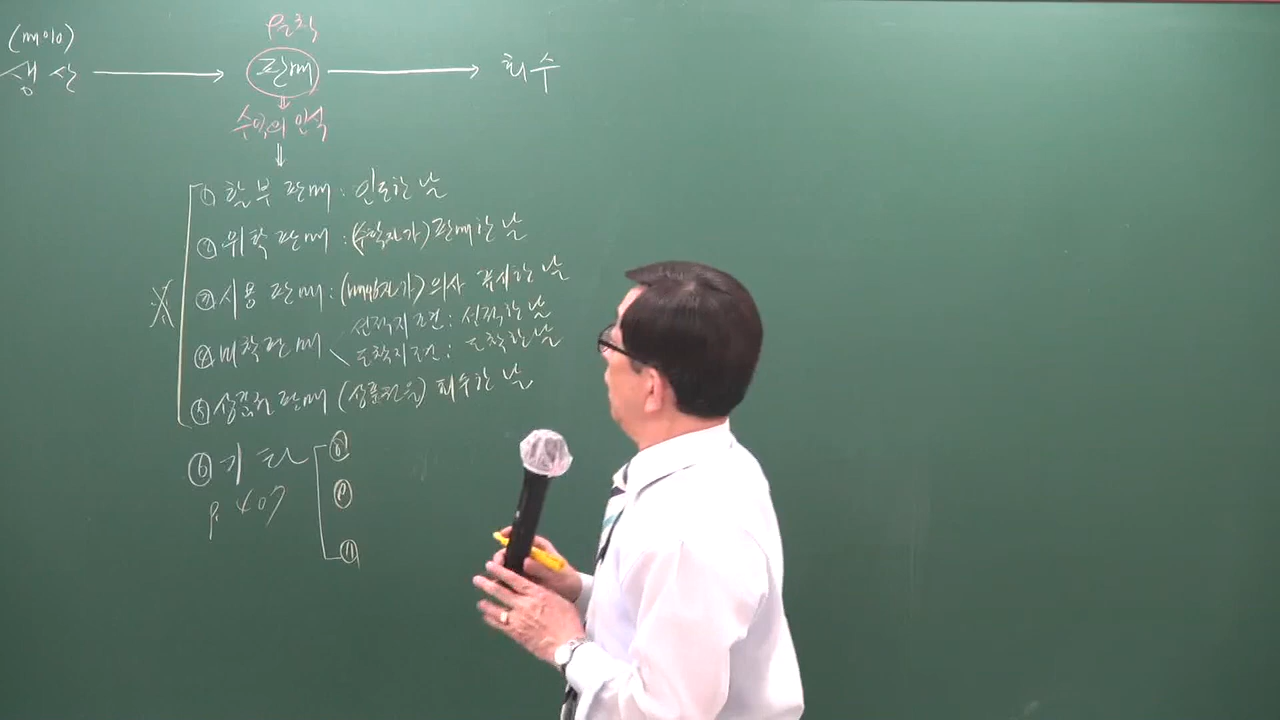 (매입)
원칙
생산 → 판매 → 회수
⇓
수익의 인식
⇓
① 할부 판매 : 인도한 날
② 위탁 판매 : (수탁자가) 판매한 날
③ 시용 판매 : (매입자가) 의사 표시한 날
④ 미착판매 선적지 조건 : 선적한 날
도착지 조건 : 도착한 날
⑤ 상품권 판매 (상품권을) 회수한 날
⑥ 기타
p. 407
⑪